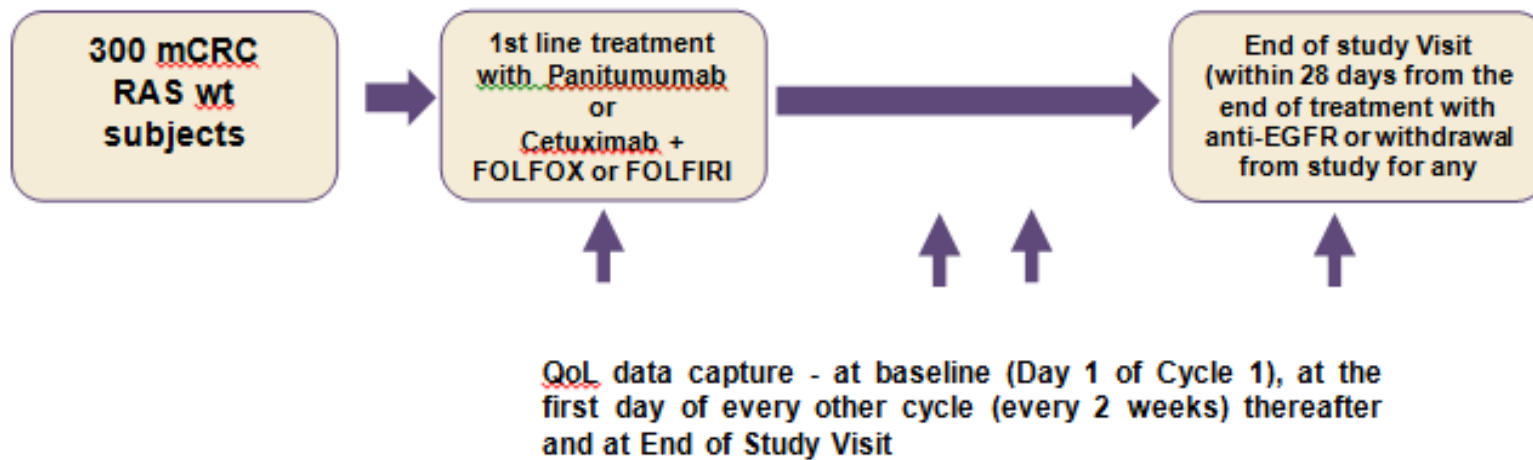 300 mCRC
RAS wt
subjects
1st line treatment
with Panitumumab
or
Cetuximab +
FOLFOX or FOLFIRI
End of study Visit
(within 28 days from the
end of treatment with
anti-EGFR or withdrawal
from study for any
QoL data capture - at baseline (Day 1 of Cycle 1), at the
first day of every other cycle (every 2 weeks) thereafter
and at End of Study Visit